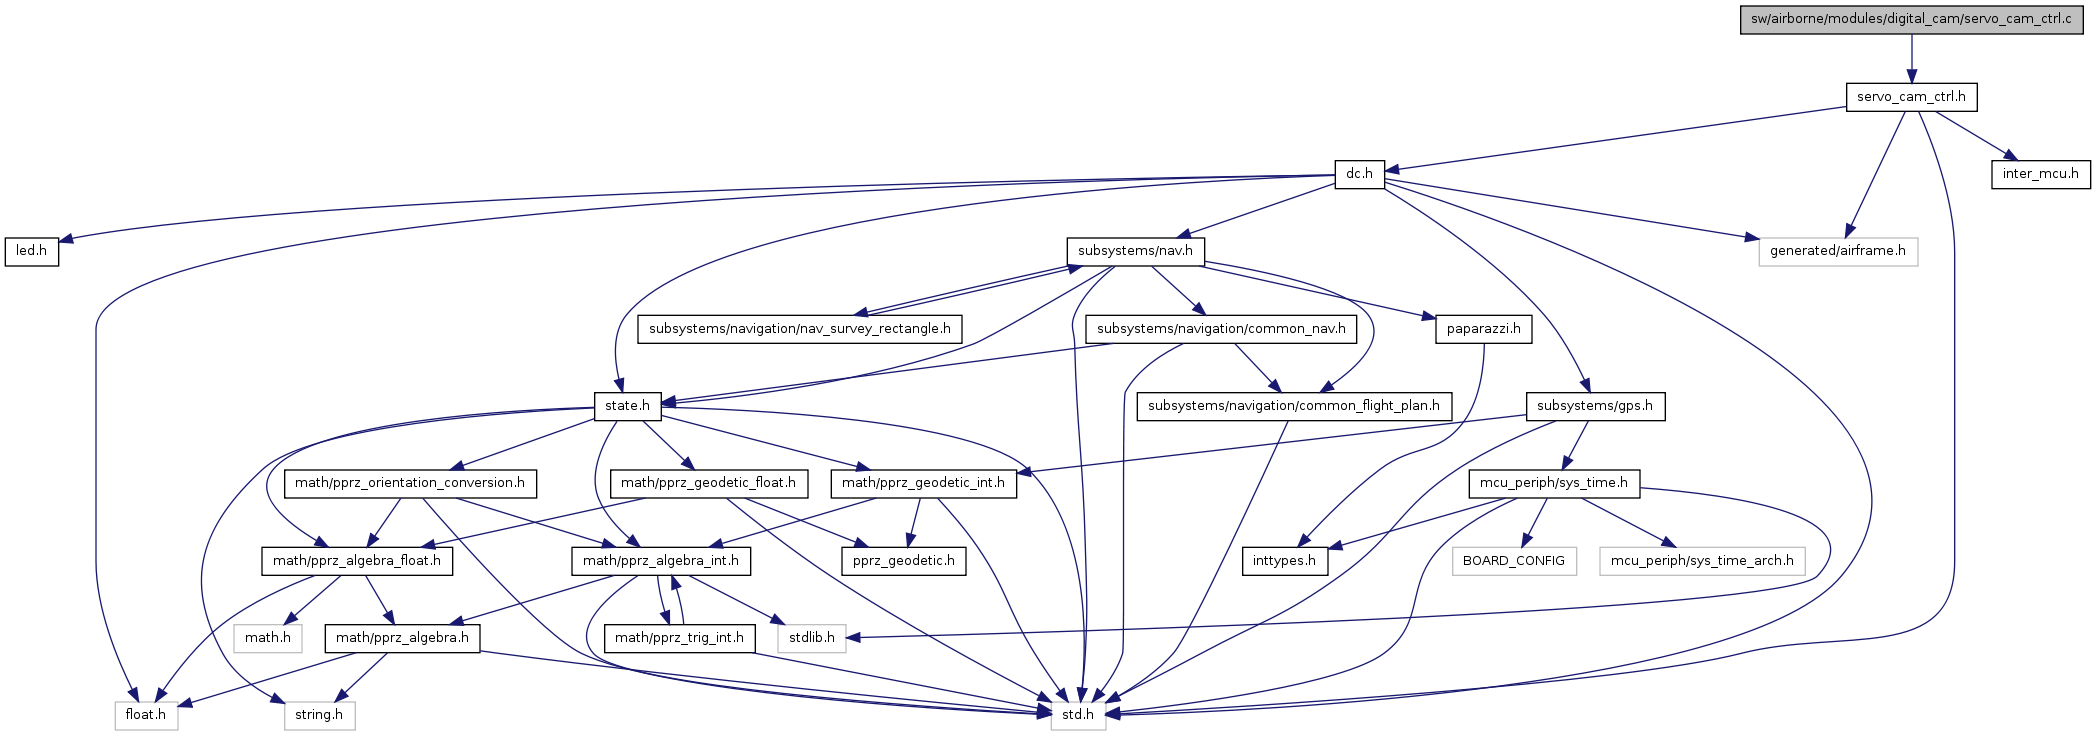 sw/airborne/modules/digital_cam/servo_cam_ctrl.c
servo_cam_ctrl.h
dc.h
inter_mcu.h
led.h
subsystems/nav.h
generated/airframe.h
subsystems/navigation/nav_survey_rectangle.h
subsystems/navigation/common_nav.h
paparazzi.h
state.h
subsystems/navigation/common_flight_plan.h
subsystems/gps.h
math/pprz_orientation_conversion.h
math/pprz_geodetic_float.h
math/pprz_geodetic_int.h
mcu_periph/sys_time.h
math/pprz_algebra_float.h
math/pprz_algebra_int.h
pprz_geodetic.h
inttypes.h
BOARD_CONFIG
mcu_periph/sys_time_arch.h
math.h
math/pprz_algebra.h
math/pprz_trig_int.h
stdlib.h
float.h
string.h
std.h